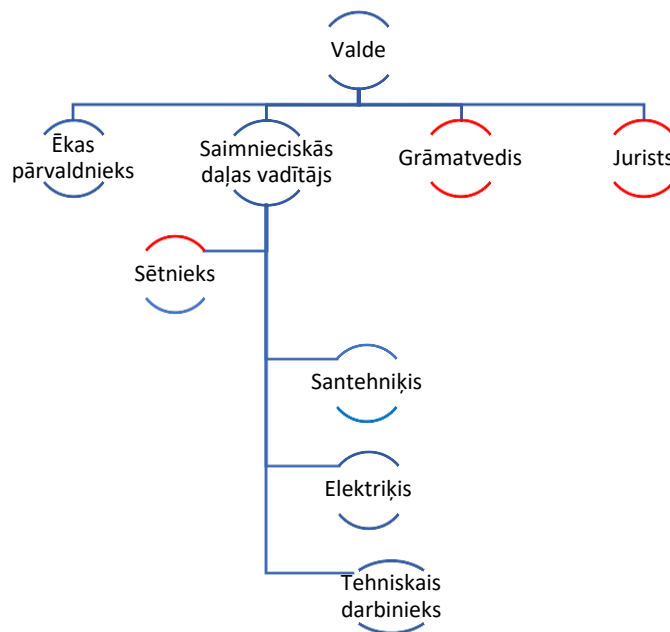 Valde
Ēkas
pārvaldnieks
Saimnieciskās
daļas vadītājs
Grāmatvedis
Jurists
Sētnieks
Santehniķis
Elektriķis
Tehniskais
darbinieks